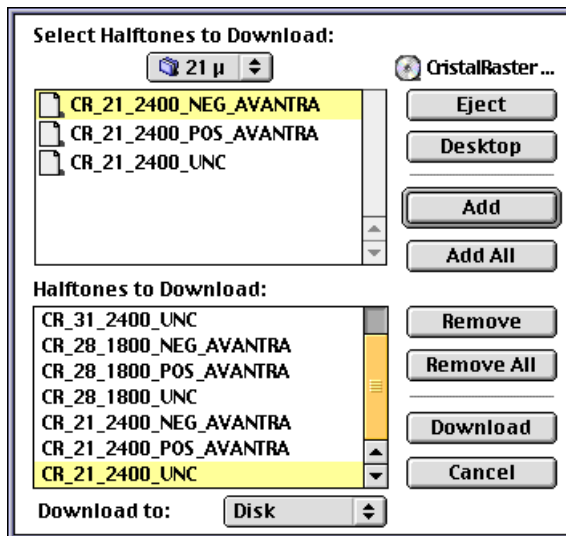 Select Halftones to Download:
21 µ
CristalRaster ...
CR_21_2400_NEG_AVANTRA
CR_21_2400_POS_AVANTRA
CR_21_2400_UNC
Eject
Desktop
Add
Add All
Halftones to Download:
CR_31_2400_UNC
CR_28_1800_NEG_AVANTRA
CR_28_1800_POS_AVANTRA
CR_28_1800_UNC
CR_21_2400_NEG_AVANTRA
CR_21_2400_POS_AVANTRA
CR_21_2400_UNC
Remove
Remove All
Download
Cancel
Download to:
Disk